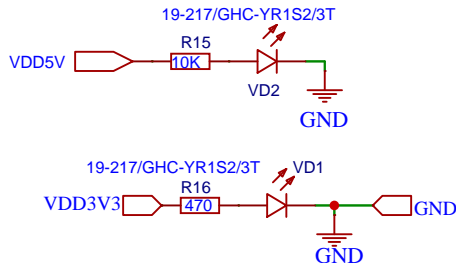 19-217/GHC-YR1S2/3T
R15
VDD5V
10K
VD2
GND
19-217/GHC-YR1S2/3T
VD1
R16
VDD3V3
470
GND
GND